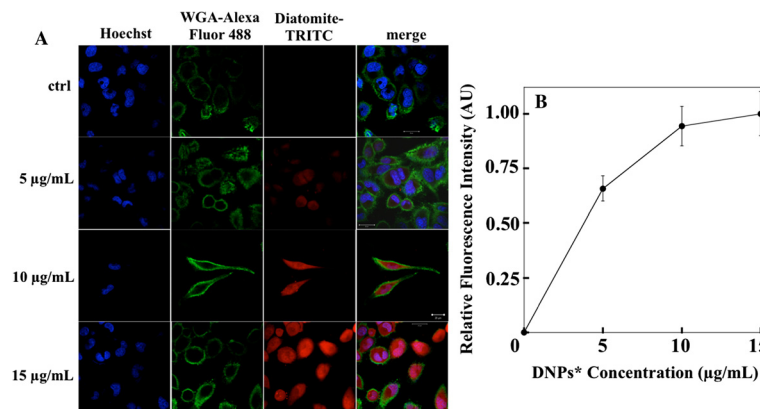 A
Hoechst
WGA-Alexa
Fluor 488
Diatomite-
TRITC
merge
ctrl
5 µg/mL
10 µg/mL
15 µg/mL
B
Relative Fluorescence Intensity (AU)
1.00
0.75
0.50
0.25
0
5
10
15
DNPs* Concentration (µg/mL)